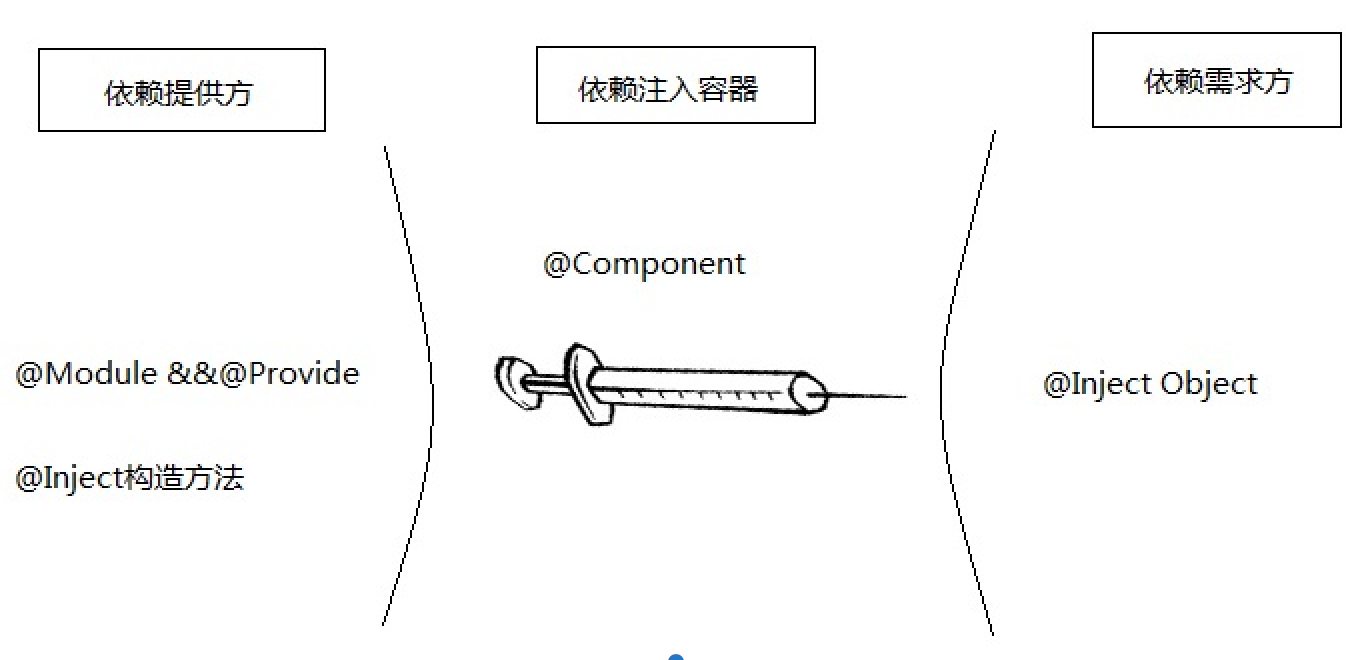 依赖提供方
依赖注入容器
依赖需求方
@Component
@Module &&@Provide
@Inject Object
@Inject构造方法